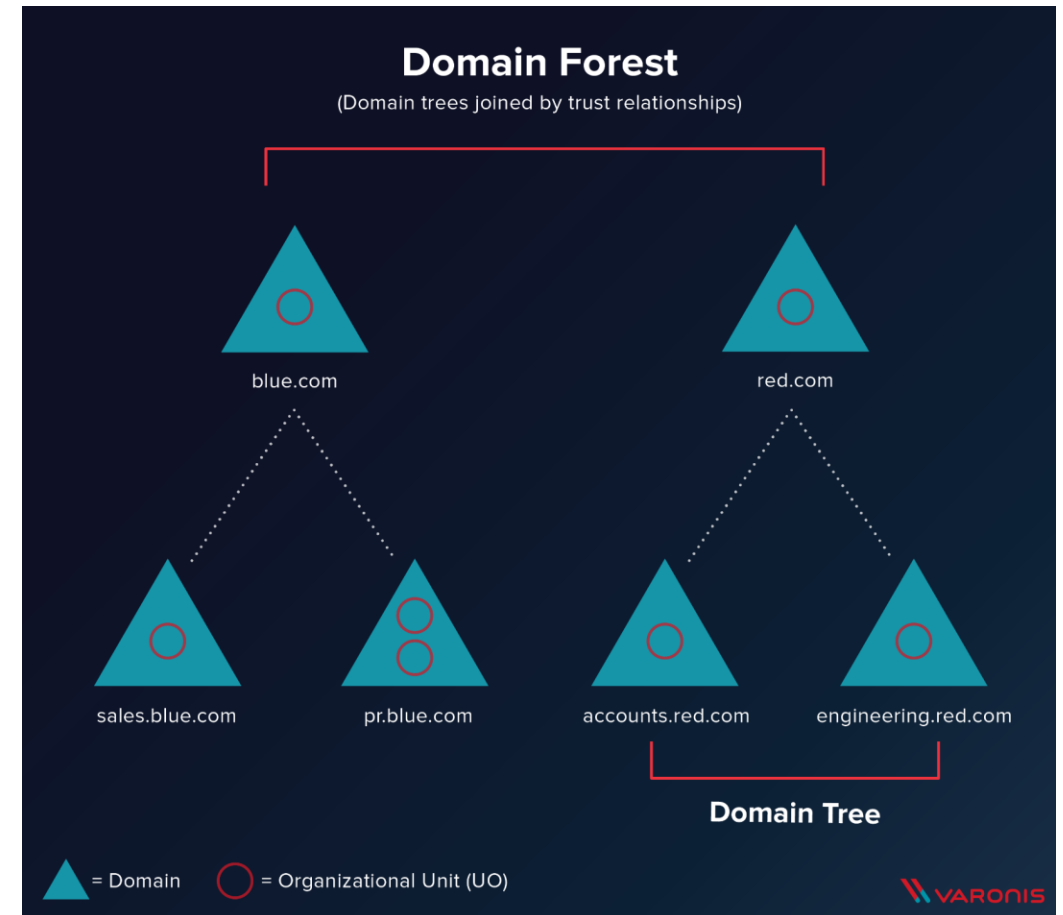 Domain Forest
(Domain trees joined by trust relationships)
blue.com
red.com
sales.blue.com
pr.blue.com
accounts.red.com
engineering.red.com
Domain Tree
= Domain
= Organizational Unit (UO)
VARONIS